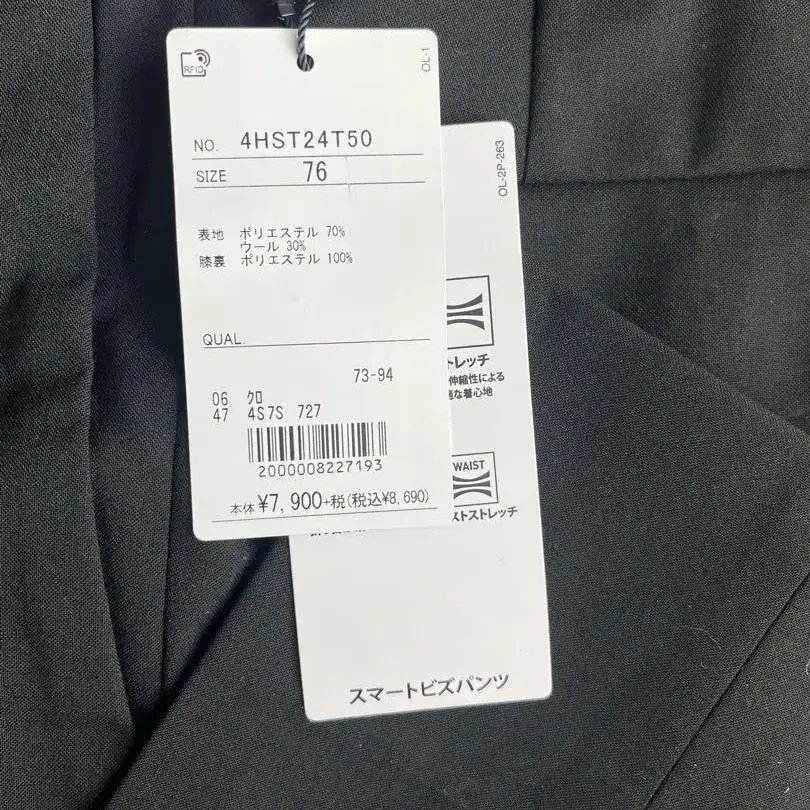 RFID
OL-1
NO. 4HST24T50
SIZE 76
表地 ポリエステル 70%
ウール 30%
膝裏 ポリエステル 100%
QUAL.
73-94
06 クロ
47 4S7S 727
2000008227193
本体 ¥7,900+税(税込¥8,690)
OL-2P-263
トレッチ
伸縮性による
適な着心地
WAIST
ストストレッチ
スマートビズパンツ